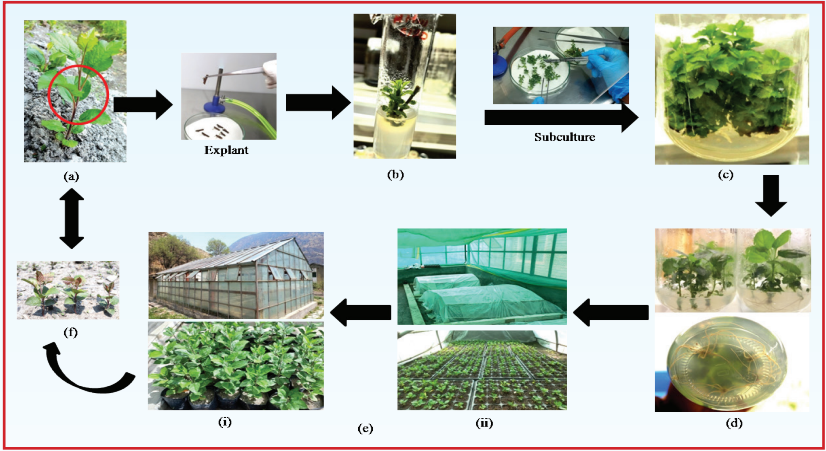 (a)
Explant
(b)
Subculture
(c)
(d)
(ii)
(e)
(i)
(f)